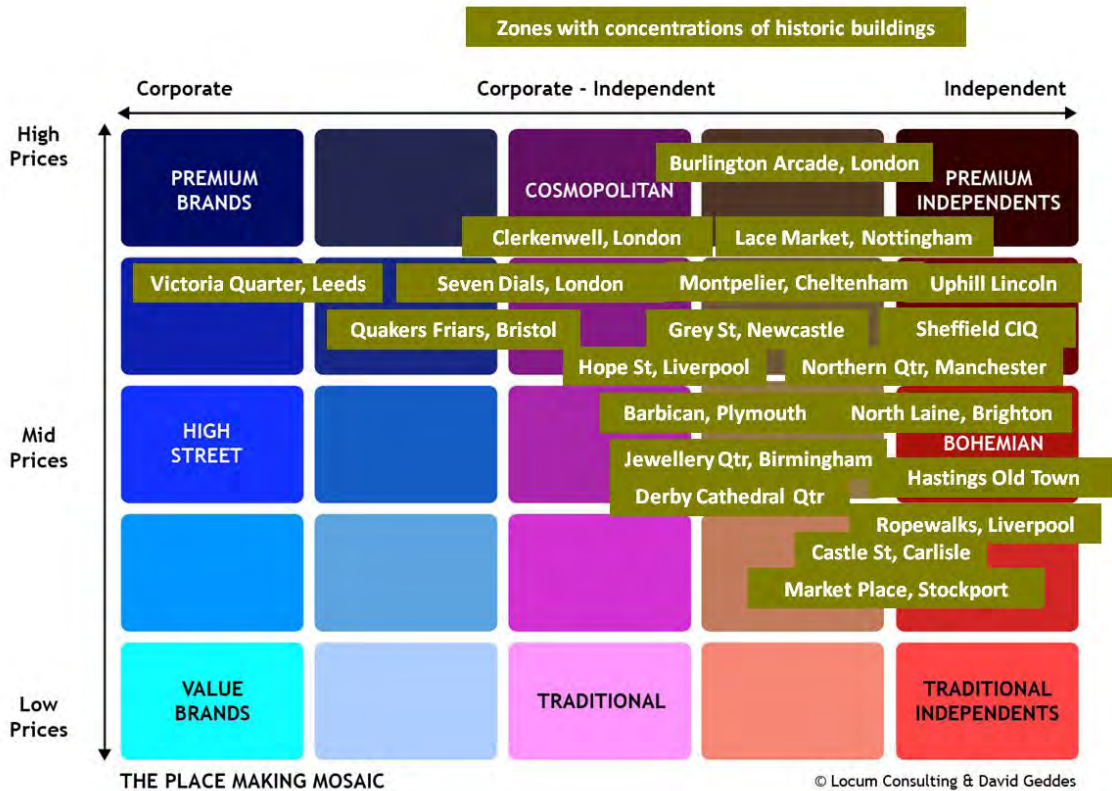 Zones with concentrations of historic buildings
Corporate
Corporate - Independent
Independent
High
Prices
Burlington Arcade, London
PREMIUM
BRANDS
COSMOPOLITAN
PREMIUM
INDEPENDENTS
Clerkenwell, London
Lace Market, Nottingham
Victoria Quarter, Leeds
Seven Dials, London
Montpelier, Cheltenham
Uphill Lincoln
Quakers Friars, Bristol
Grey St, Newcastle
Sheffield CIQ
Hope St, Liverpool
Northern Qtr, Manchester
Mid
Prices
HIGH
STREET
Barbican, Plymouth
North Laine, Brighton
BOHEMIAN
Jewellery Qtr, Birmingham
Hastings Old Town
Derby Cathedral Qtr
Ropewalks, Liverpool
Castle St, Carlisle
Market Place, Stockport
Low
Prices
VALUE
BRANDS
TRADITIONAL
TRADITIONAL
INDEPENDENTS
THE PLACE MAKING MOSAIC
© Locum Consulting & David Geddes